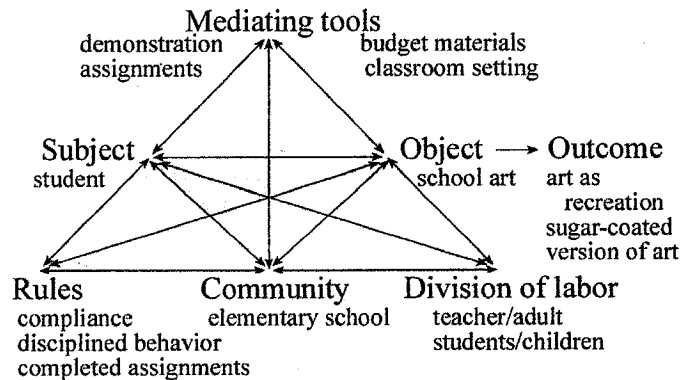 Mediating tools
demonstration
assignments
budget materials
classroom setting
Subject
student
Object
school art
Outcome
art as
recreation
sugar-coated
version of art
Rules
compliance
disciplined behavior
completed assignments
Community
elementary school
Division of labor
teacher/adult
students/children